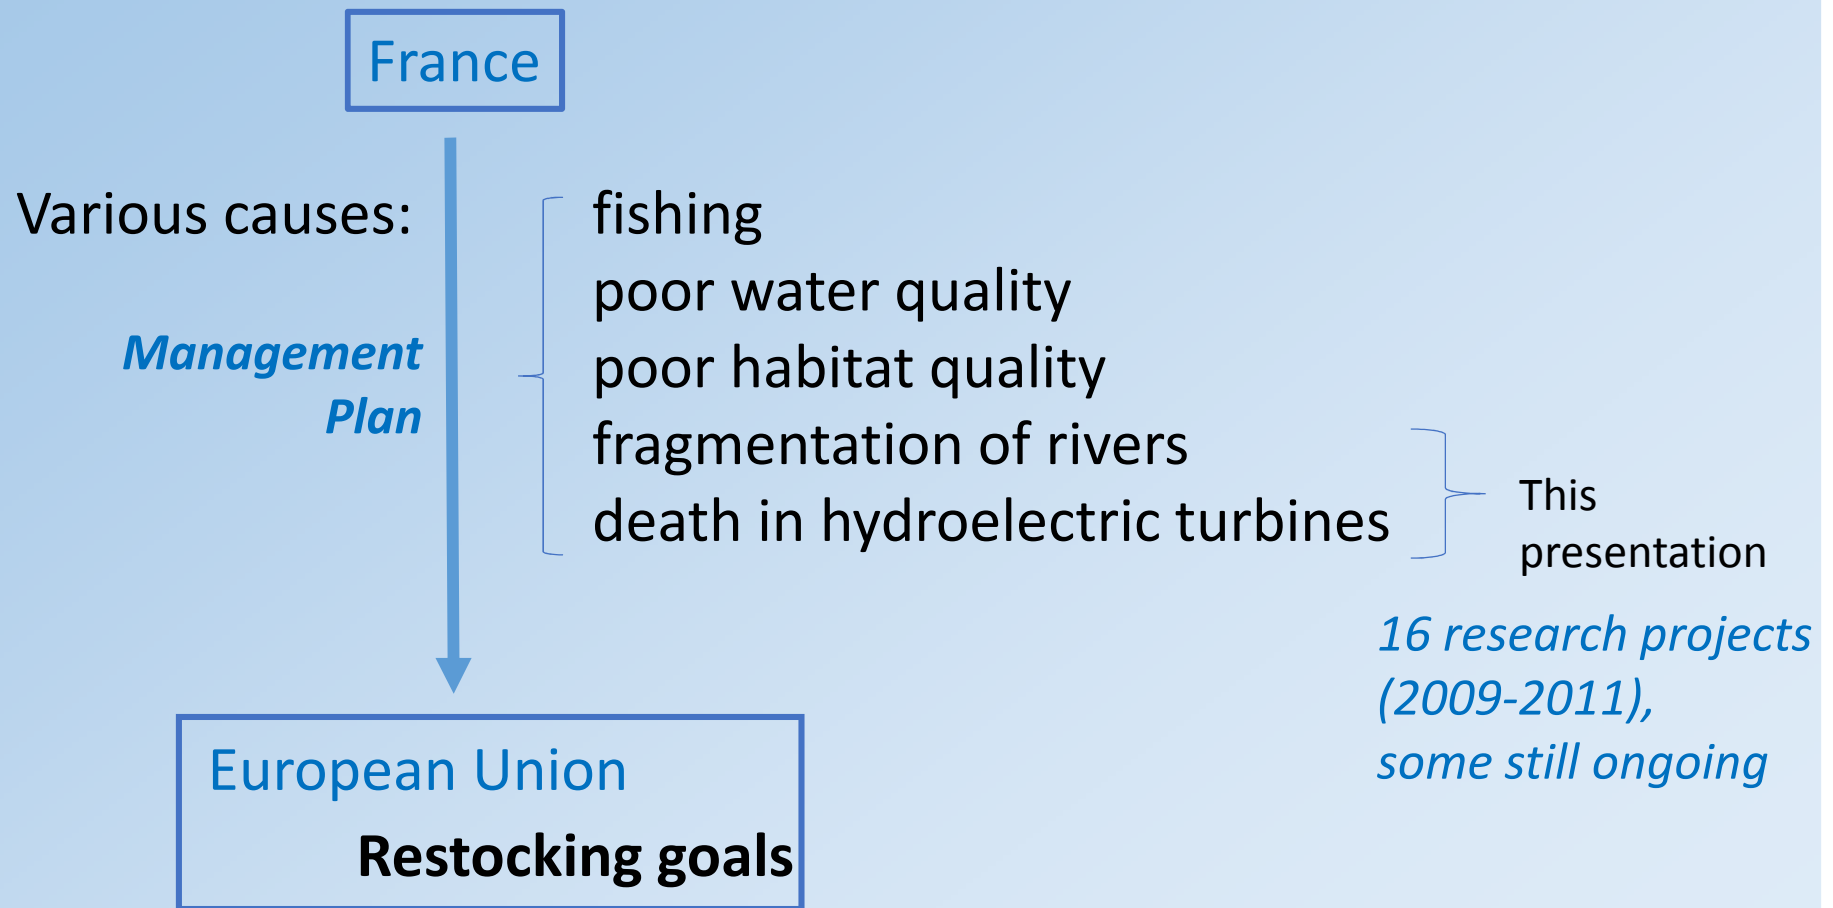 France
Various causes:
fishing
poor water quality
Management
Plan
poor habitat quality
fragmentation of rivers
death in hydroelectric turbines
This
presentation
16 research projects
(2009-2011),
some still ongoing
European Union
Restocking goals